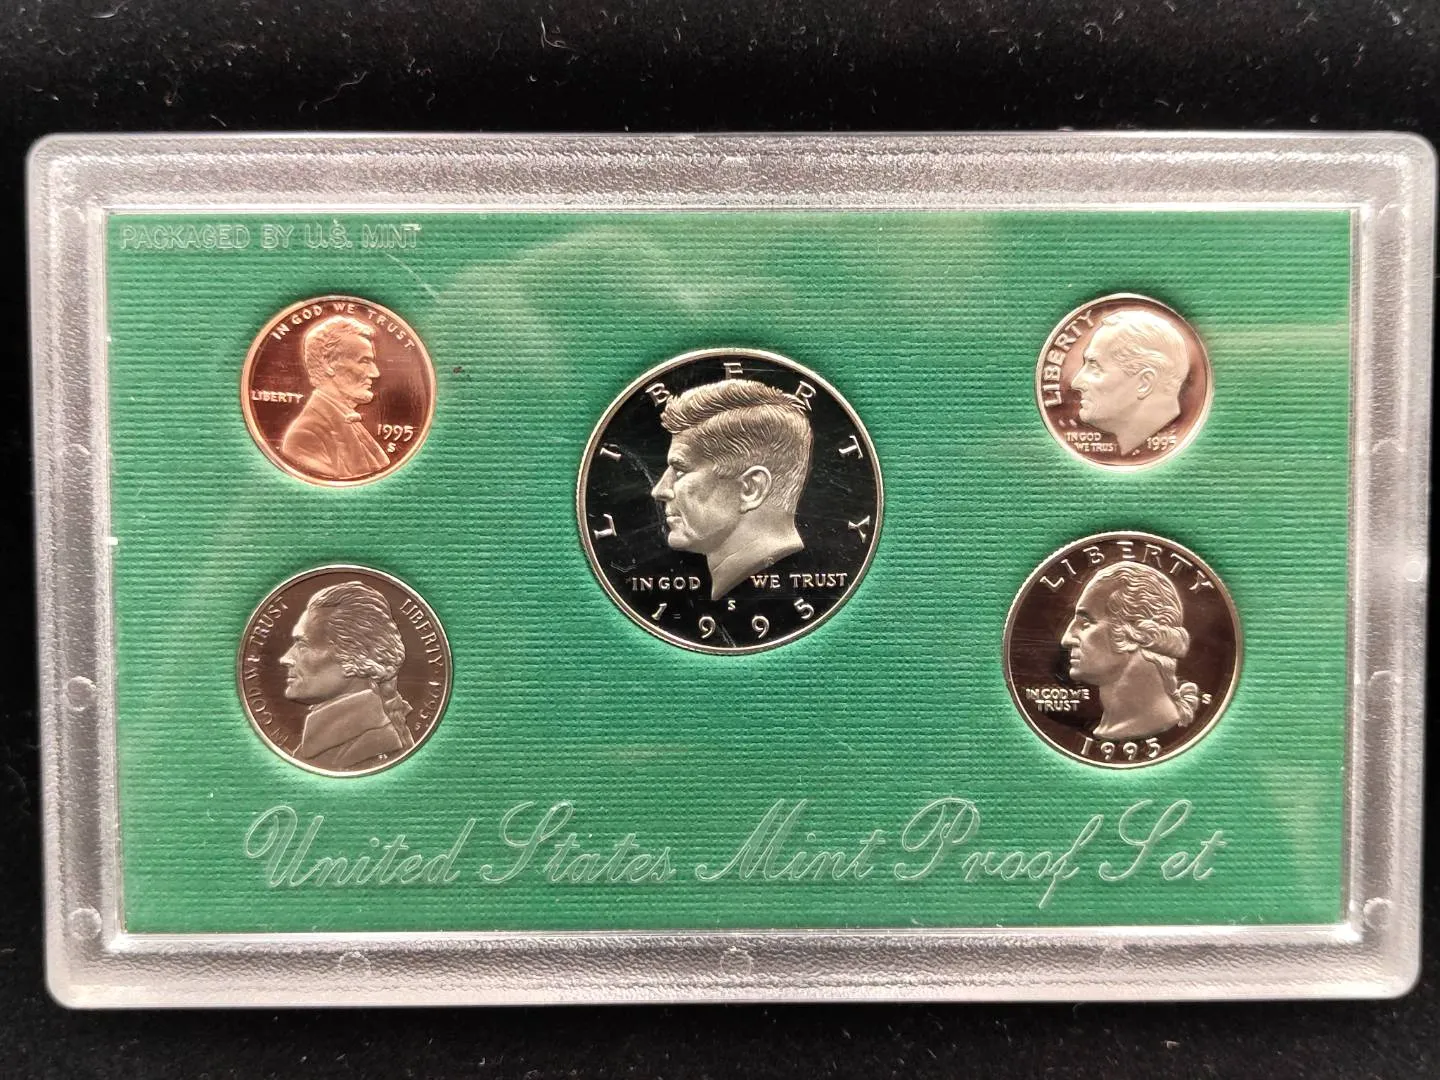 PACKAGED BY U.S. MINT
IN GOD WE TRUST
LIBERTY
1995
S
LIBERTY
IN GOD WE TRUST
S
1995
LIBERTY
IN GOD
WE TRUST
1995
IN GOD WE TRUST
LIBERTY 1995
S
LIBERTY
IN GOD WE
TRUST
S
1995
United States Mint Proof Set